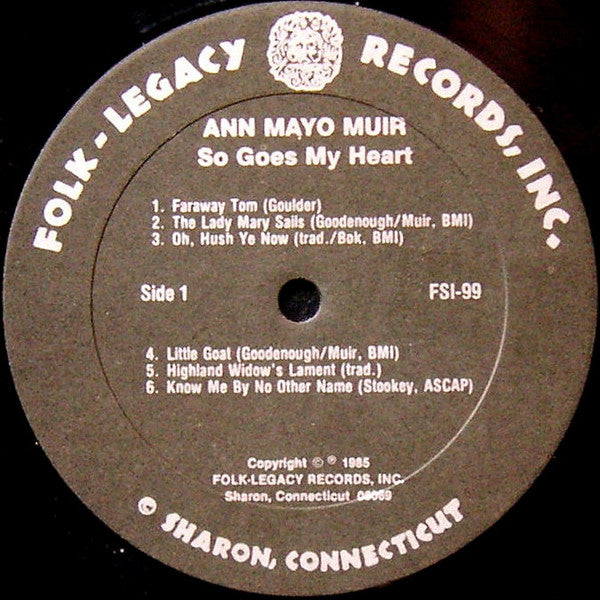 FOLK-LEGACY RECORDS, INC.
ANN MAYO MUIR
So Goes My Heart
1. Faraway Tom (Goulder)
2. The Lady Mary Sails (Goodenough/Muir, BMI)
3. Oh, Hush Ye Now (trad./Bok, BMI)
Side 1 FSI-99
4. Little Goat (Goodenough/Muir, BMI)
5. Highland Widow's Lament (trad.)
6. Know Me By No Other Name (Stookey, ASCAP)
Copyright © ℗ 1985
FOLK-LEGACY RECORDS, INC.
Sharon, Connecticut 06069
© SHARON, CONNECTICUT